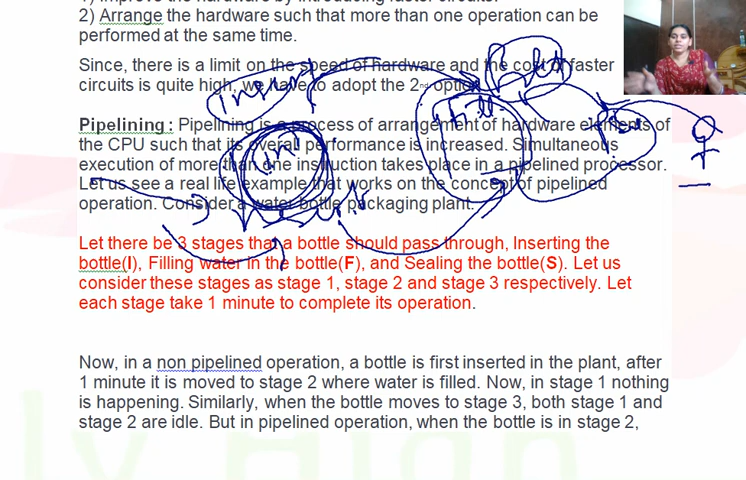 1) Improve the hardware by introducing faster circuits.
2) Arrange the hardware such that more than one operation can be
performed at the same time.
Since, there is a limit on the speed of hardware and the cost of faster
circuits is quite high, we have to adopt the 2nd option.
Pipelining : Pipelining is a process of arrangement of hardware elements of
the CPU such that its overall performance is increased. Simultaneous
execution of more than one instruction takes place in a pipelined processor.
Let us see a real life example that works on the concept of pipelined
operation. Consider a water bottle packaging plant.
Let there be 3 stages that a bottle should pass through, Inserting the
bottle(I), Filling water in the bottle(F), and Sealing the bottle(S). Let us
consider these stages as stage 1, stage 2 and stage 3 respectively. Let
each stage take 1 minute to complete its operation.
Now, in a non pipelined operation, a bottle is first inserted in the plant, after
1 minute it is moved to stage 2 where water is filled. Now, in stage 1 nothing
is happening. Similarly, when the bottle moves to stage 3, both stage 1 and
stage 2 are idle. But in pipelined operation, when the bottle is in stage 2,